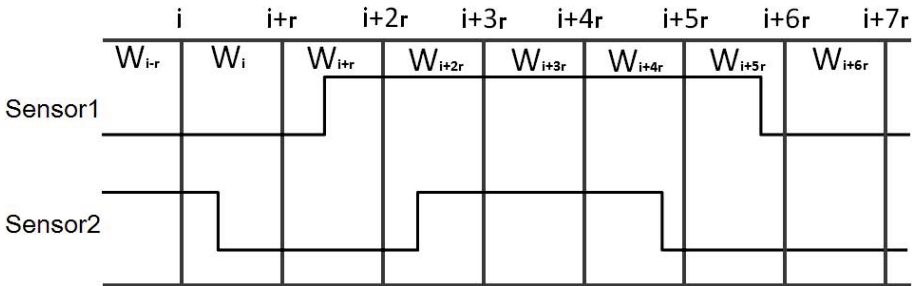 i i+r i+2r i+3r i+4r i+5r i+6r i+7r
Wi-r Wi Wi+r Wi+2r Wi+3r Wi+4r Wi+5r Wi+6r
Sensor1
Sensor2